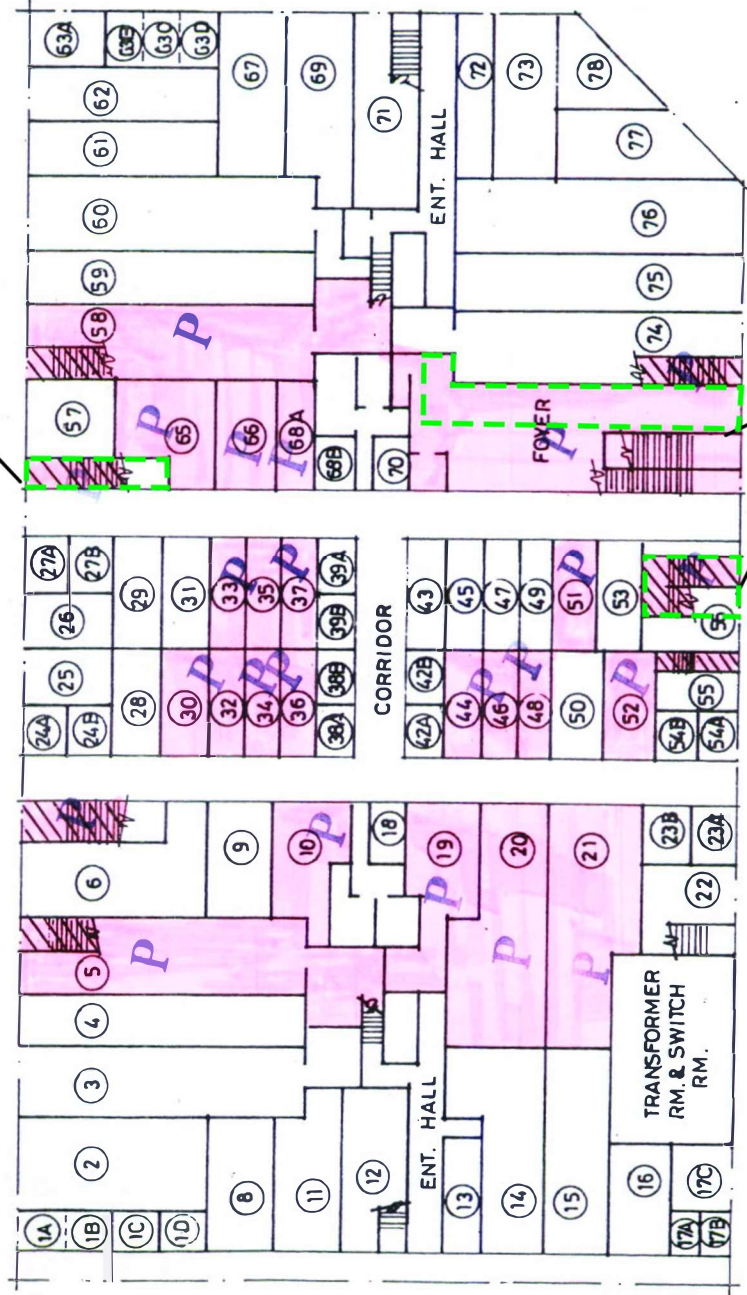 63A
63E
63C
63D
62
61
60
59
58
57
65
66
68A
68B
70
67
69
71
ENT. HALL
72
73
78
77
76
75
74
FOYER
P
P
P
P
P
P
P
27A
27B
26
25
24A
24B
29
28
31
30
33
35
37
39A
39B
32
34
36
38B
38A
P
P
P
P
P
CORRIDOR
43
45
47
49
51
53
56
42B
42A
44
46
48
50
52
55
54B
54A
P
P
P
P
P
6
9
10
18
19
20
21
23B
23A
22
5
4
3
2
P
P
P
P
P
P
TRANSFORMER
RM. & SWITCH
RM.
1A
1B
1C
1D
8
11
12
ENT. HALL
13
14
15
16
17C
17A
17B